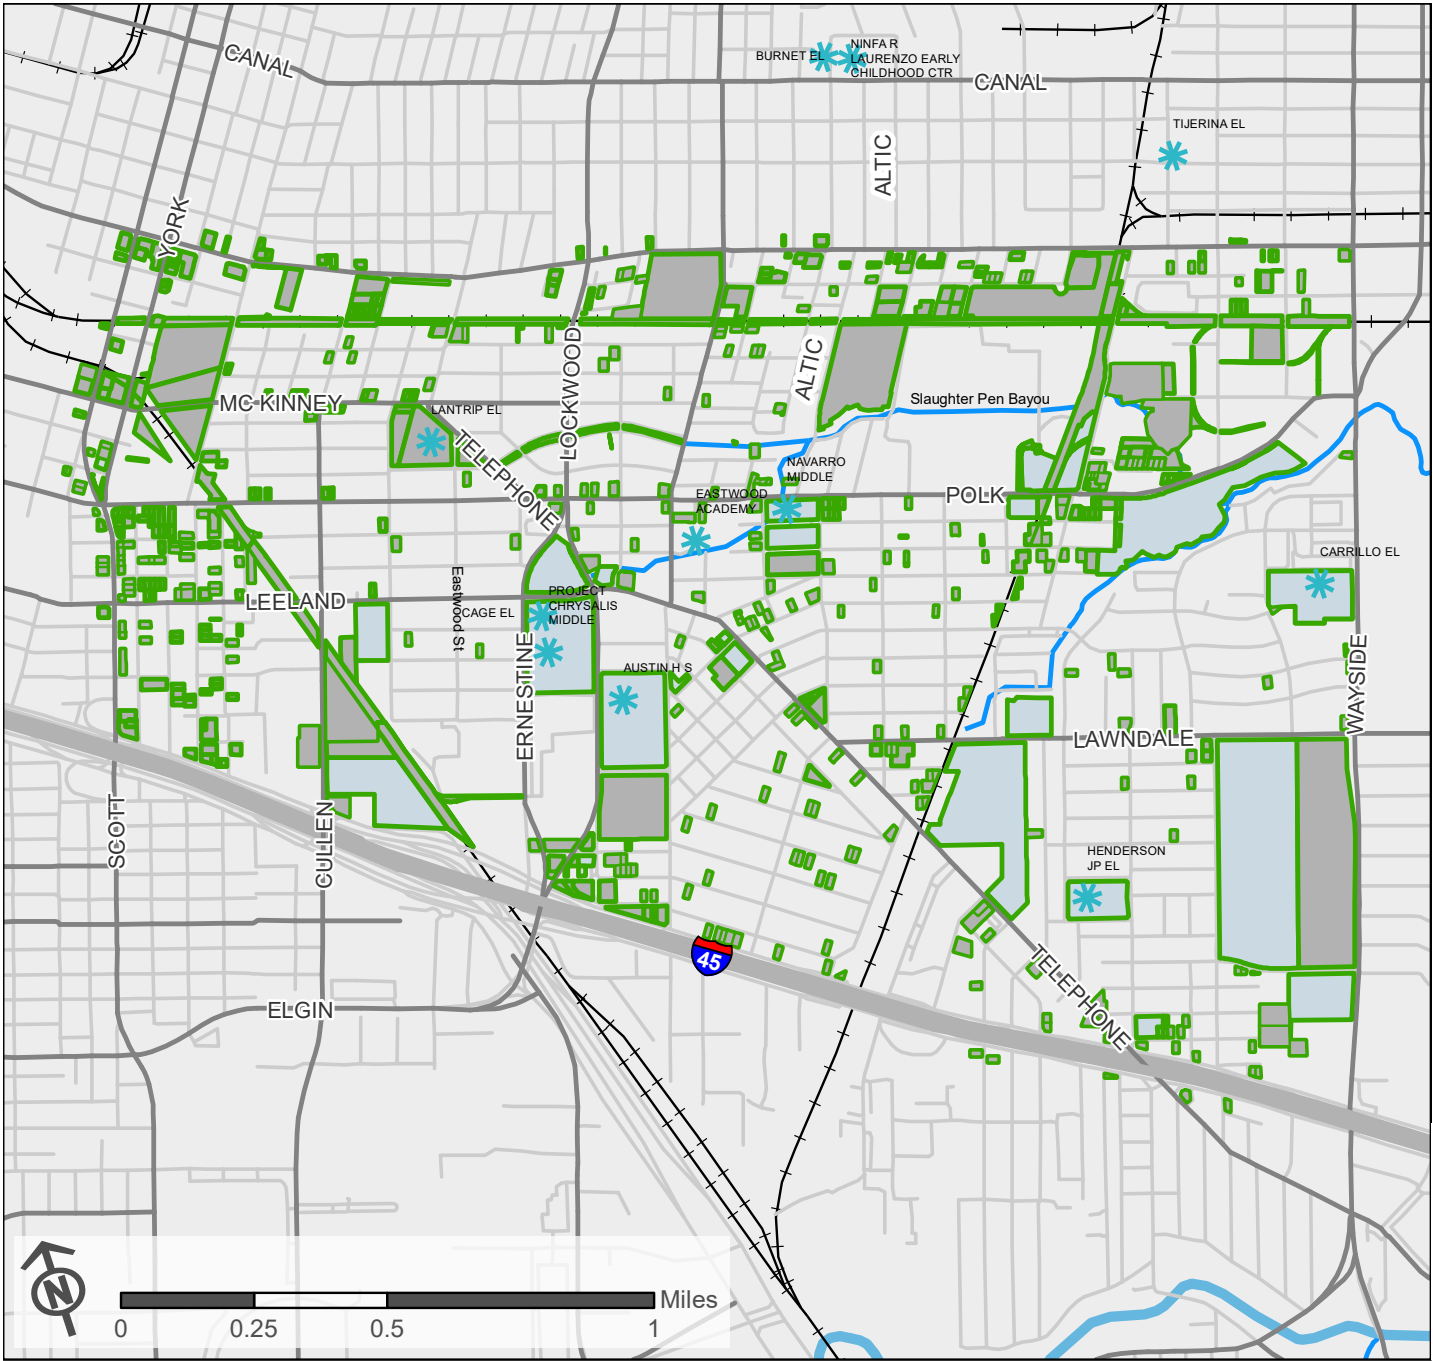 CANAL
BURNET EL
NINFA R
LAURENZO EARLY
CHILDHOOD CTR
CANAL
TIJERINA EL
ALTIC
YORK
LOCKWOOD
ALTIC
MC KINNEY
LANTRIP EL
Slaughter Pen Bayou
TELEPHONE
NAVARRO
MIDDLE
EASTWOOD
ACADEMY
POLK
CARRILLO EL
Eastwood St
LEELAND
CAGE EL
PROJECT
CHRYSALIS
MIDDLE
ERNESTINE
AUSTIN H S
WAYSIDE
LAWNDALE
SCOTT
CULLEN
HENDERSON
JP EL
45
TELEPHONE
ELGIN
N
Miles
0
0.25
0.5
1